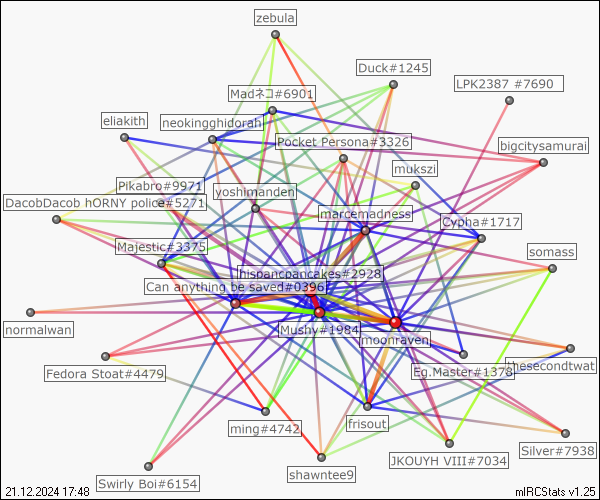 zebula
Duck#1245
LPK2387 #7690
Madネコ#6901
eliakith
neokingghidorah
Pocket Persona#3326
bigcitysamurai
mukszi
Pikabro#9971
yoshimanden
DacobDacob hORNY police#5271
marcemadness
Cypha#1717
Majestic#3375
somass
hispancpancakes#2928
Can anything be saved#0396
normalwan
Mushy#1984
moonraven
thesecondtwat
Fedora Stoat#4479
Eg.Master#1378
ming#4742
frisout
Silver#7938
JKOUYH VIII#7034
shawntee9
Swirly Boi#6154
21.12.2024 17:48
mIRCStats v1.25